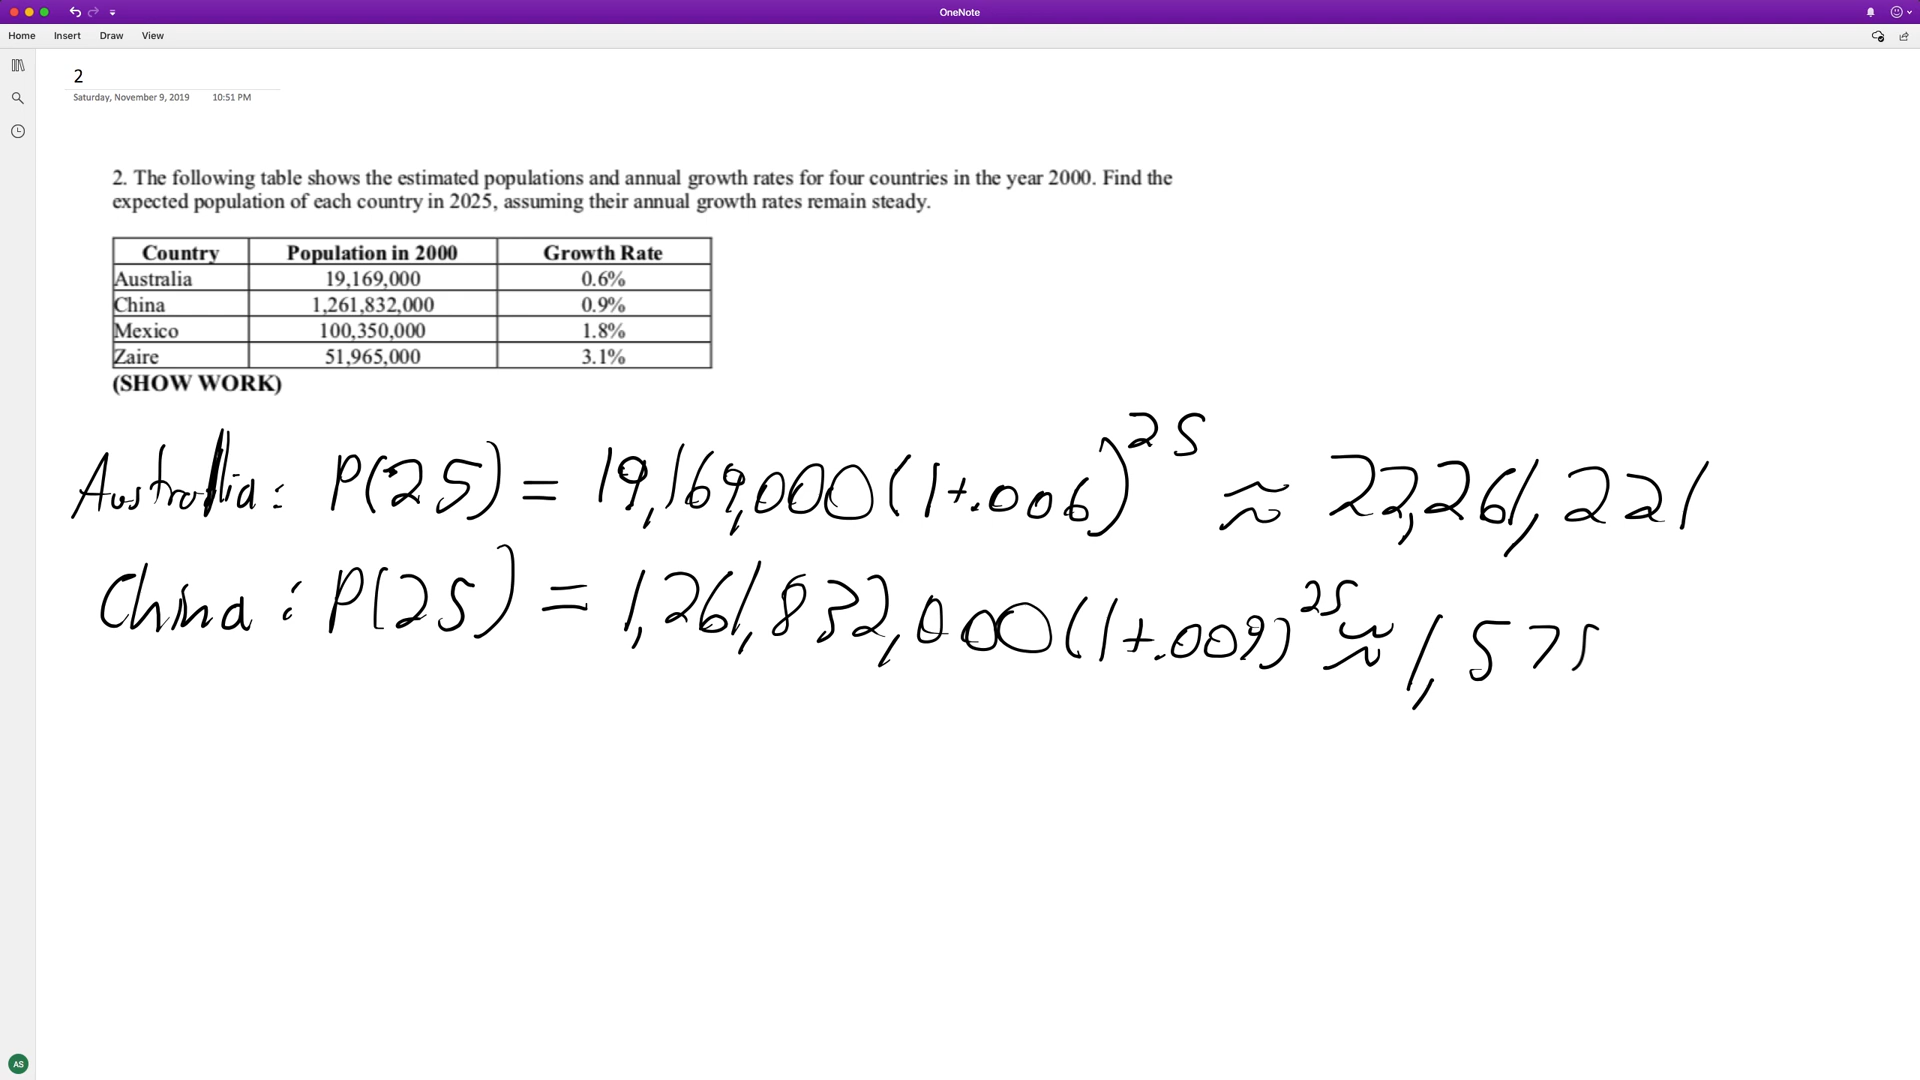 OneNote
Home Insert Draw View
2
Saturday, November 9, 2019 10:51 PM
2. The following table shows the estimated populations and annual growth rates for four countries in the year 2000. Find the
expected population of each country in 2025, assuming their annual growth rates remain steady.
Country Population in 2000 Growth Rate
Australia 19,169,000 0.6%
China 1,261,832,000 0.9%
Mexico 100,350,000 1.8%
Zaire 51,965,000 3.1%
(SHOW WORK)
Australia: P(25) = 19,169,000(1+.006)^25 ≈ 22,261,221
China: P(25) = 1,261,832,000(1+.009)^25 ≈ 1,575
AS